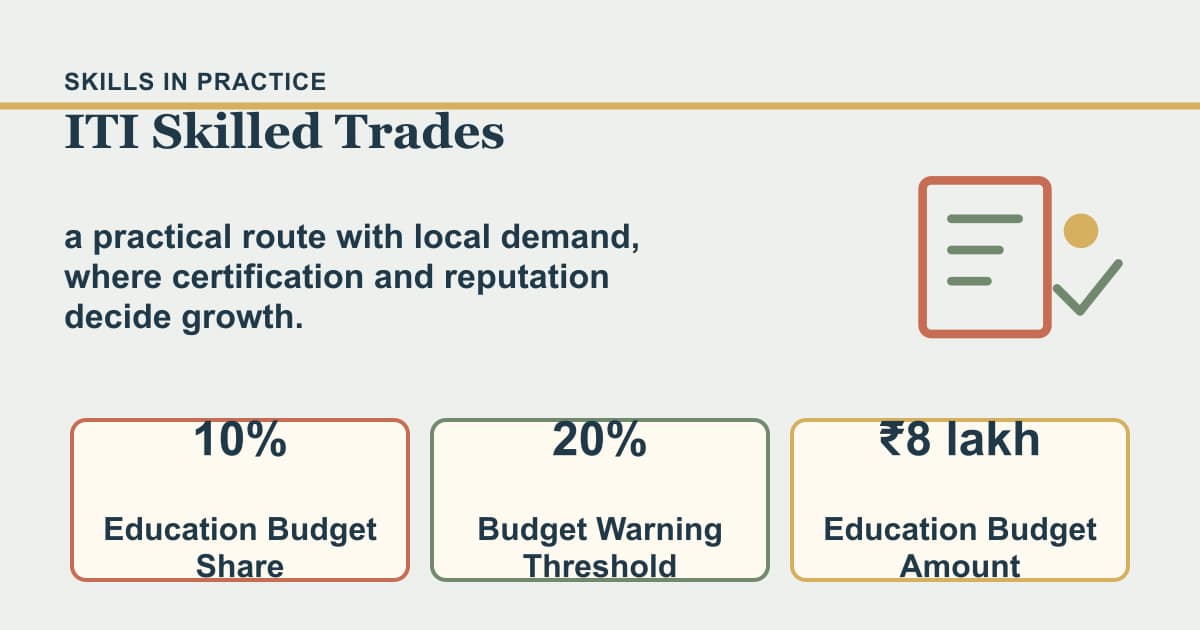 SKILLS IN PRACTICE
ITI Skilled Trades
a practical route with local demand,
where certification and reputation
decide growth.
10%
Education Budget
Share
20%
Budget Warning
Threshold
₹8 lakh
Education Budget
Amount